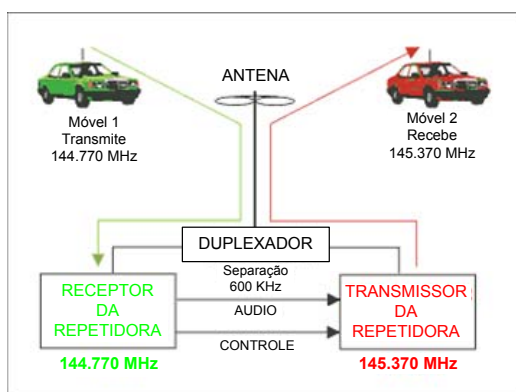 ANTENA
Móvel 1
Transmite
144.770 MHz
Móvel 2
Recebe
145.370 MHz
DUPLEXADOR
Separação
600 KHz
RECEPTOR
DA
REPETIDORA
AUDIO
CONTROLE
TRANSMISSOR
DA
REPETIDORA
144.770 MHz
145.370 MHz